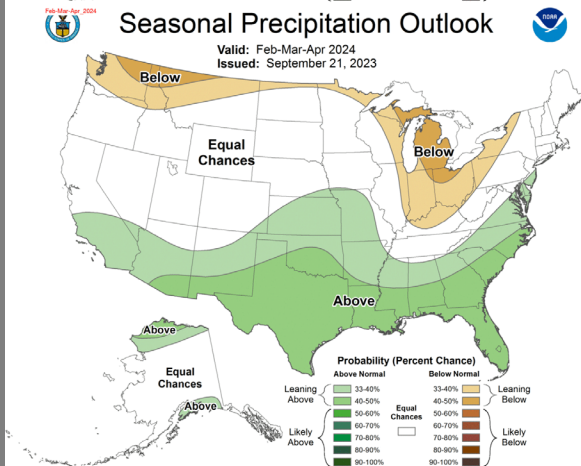 Feb-Mar-Apr_2024
Seasonal Precipitation Outlook
NOAA
Valid: Feb-Mar-Apr 2024
Issued: September 21, 2023
Below
Equal
Chances
Below
Above
Above
Equal
Chances
Above
Probability (Percent Chance)
Above Normal
Below Normal
Leaning
Above
33-40%
40-50%
Likely
Above
50-60%
60-70%
70-80%
80-90%
90-100%
Equal
Chances
33-40%
40-50%
Leaning
Below
50-60%
60-70%
70-80%
80-90%
90-100%
Likely
Below